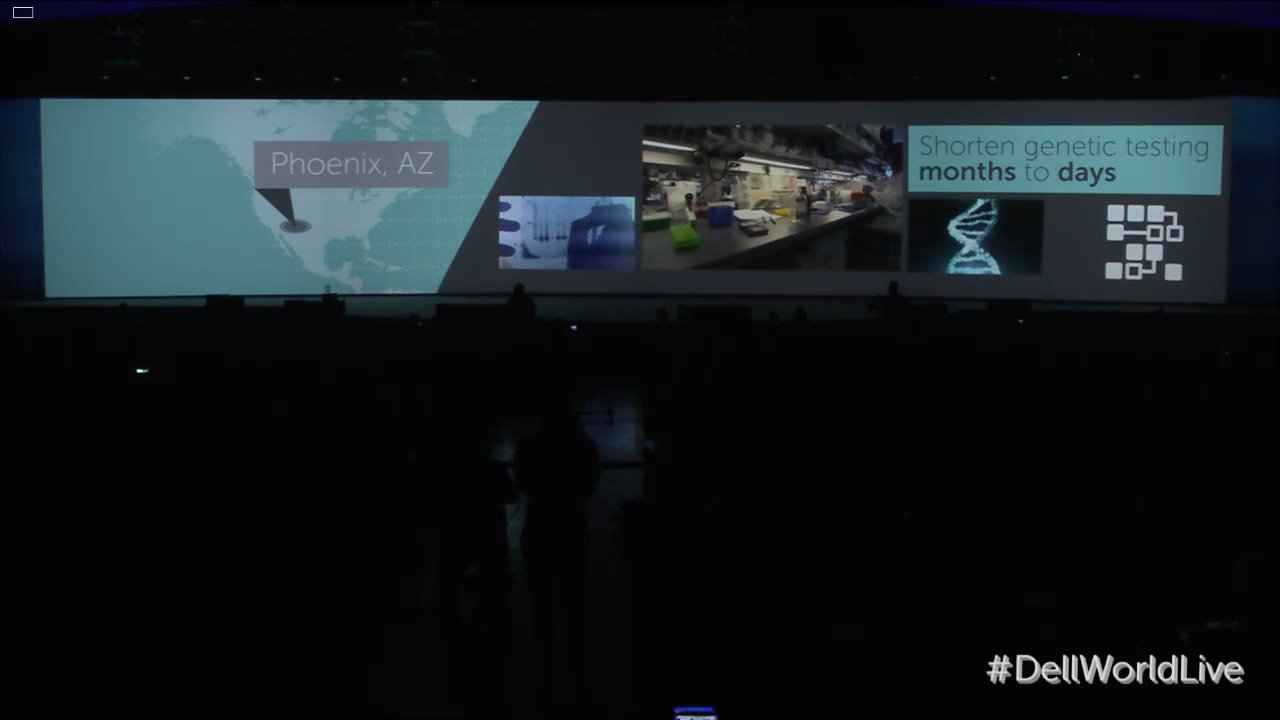 Phoenix, AZ
Shorten genetic testing
months to days
#DellWorldLive